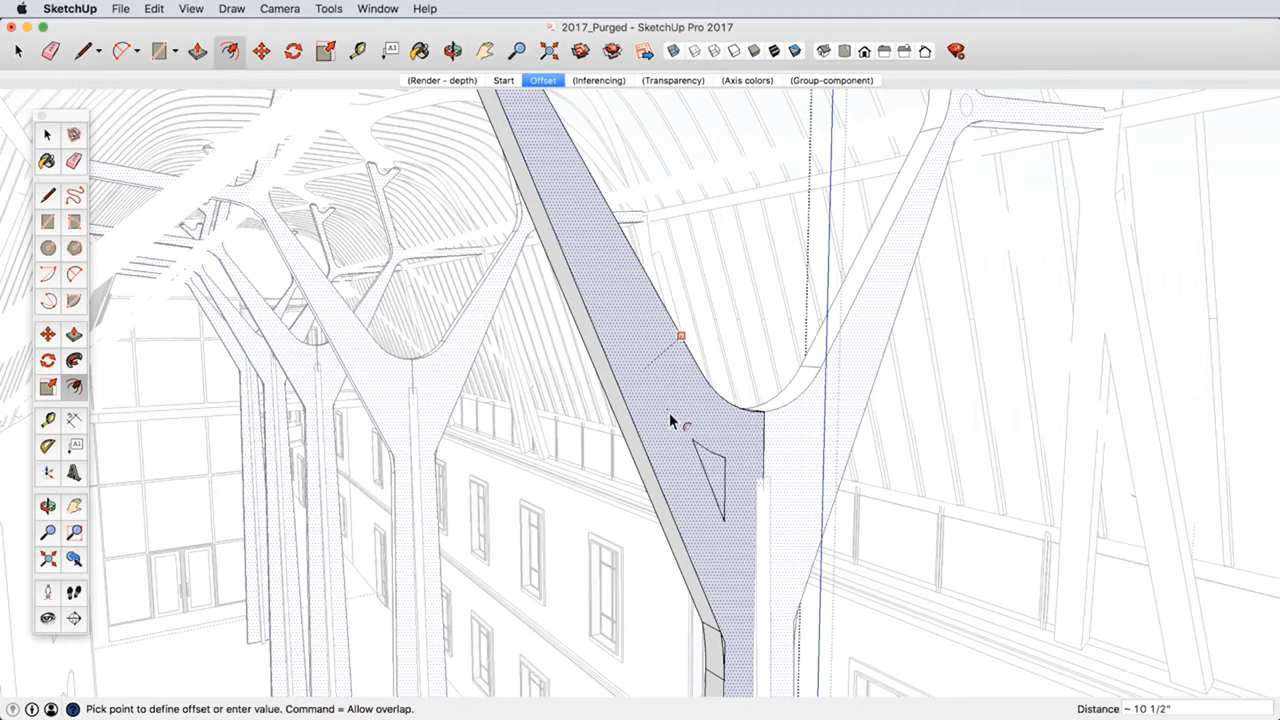 SketchUp File Edit View Draw Camera Tools Window Help
2017_Purged - SketchUp Pro 2017
A1
(Render - depth) Start Offset (Inferencing) (Transparency) (Axis colors) (Group-component)
A1
Pick point to define offset or enter value. Command = Allow overlap. Distance ~ 10 1/2"